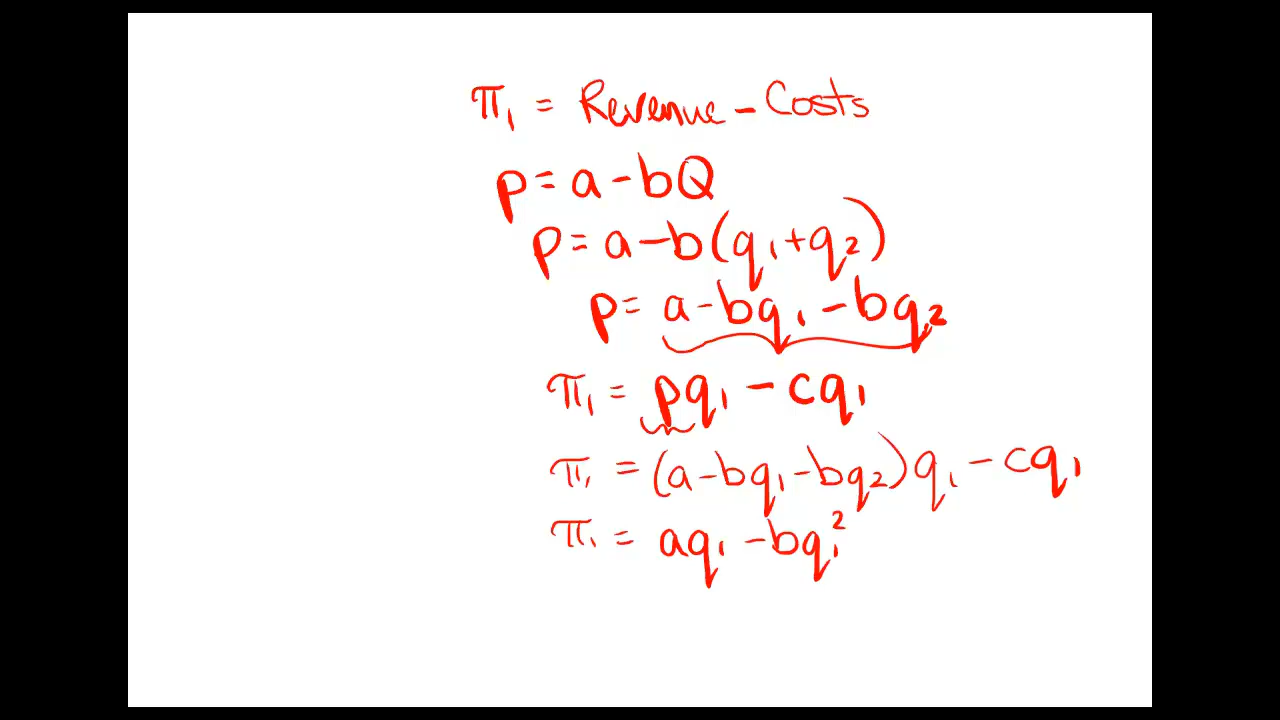 π₁ = Revenue - Costs
p = a - bQ
p = a - b(q₁ + q₂)
p = a - bq₁ - bq₂
π₁ = pq₁ - cq₁
π₁ = (a - bq₁ - bq₂)q₁ - cq₁
π₁ = aq₁ - bq₁²